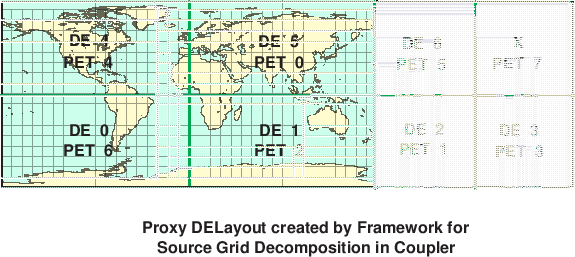 DE 4 DE 5 DE 6 X
PET 4 PET 0 PET 5 PET 7
DE 0 DE 1 DE 2 DE 3
PET 6 PET 2 PET 1 PET 3
Proxy DELayout created by Framework for
Source Grid Decomposition in Coupler